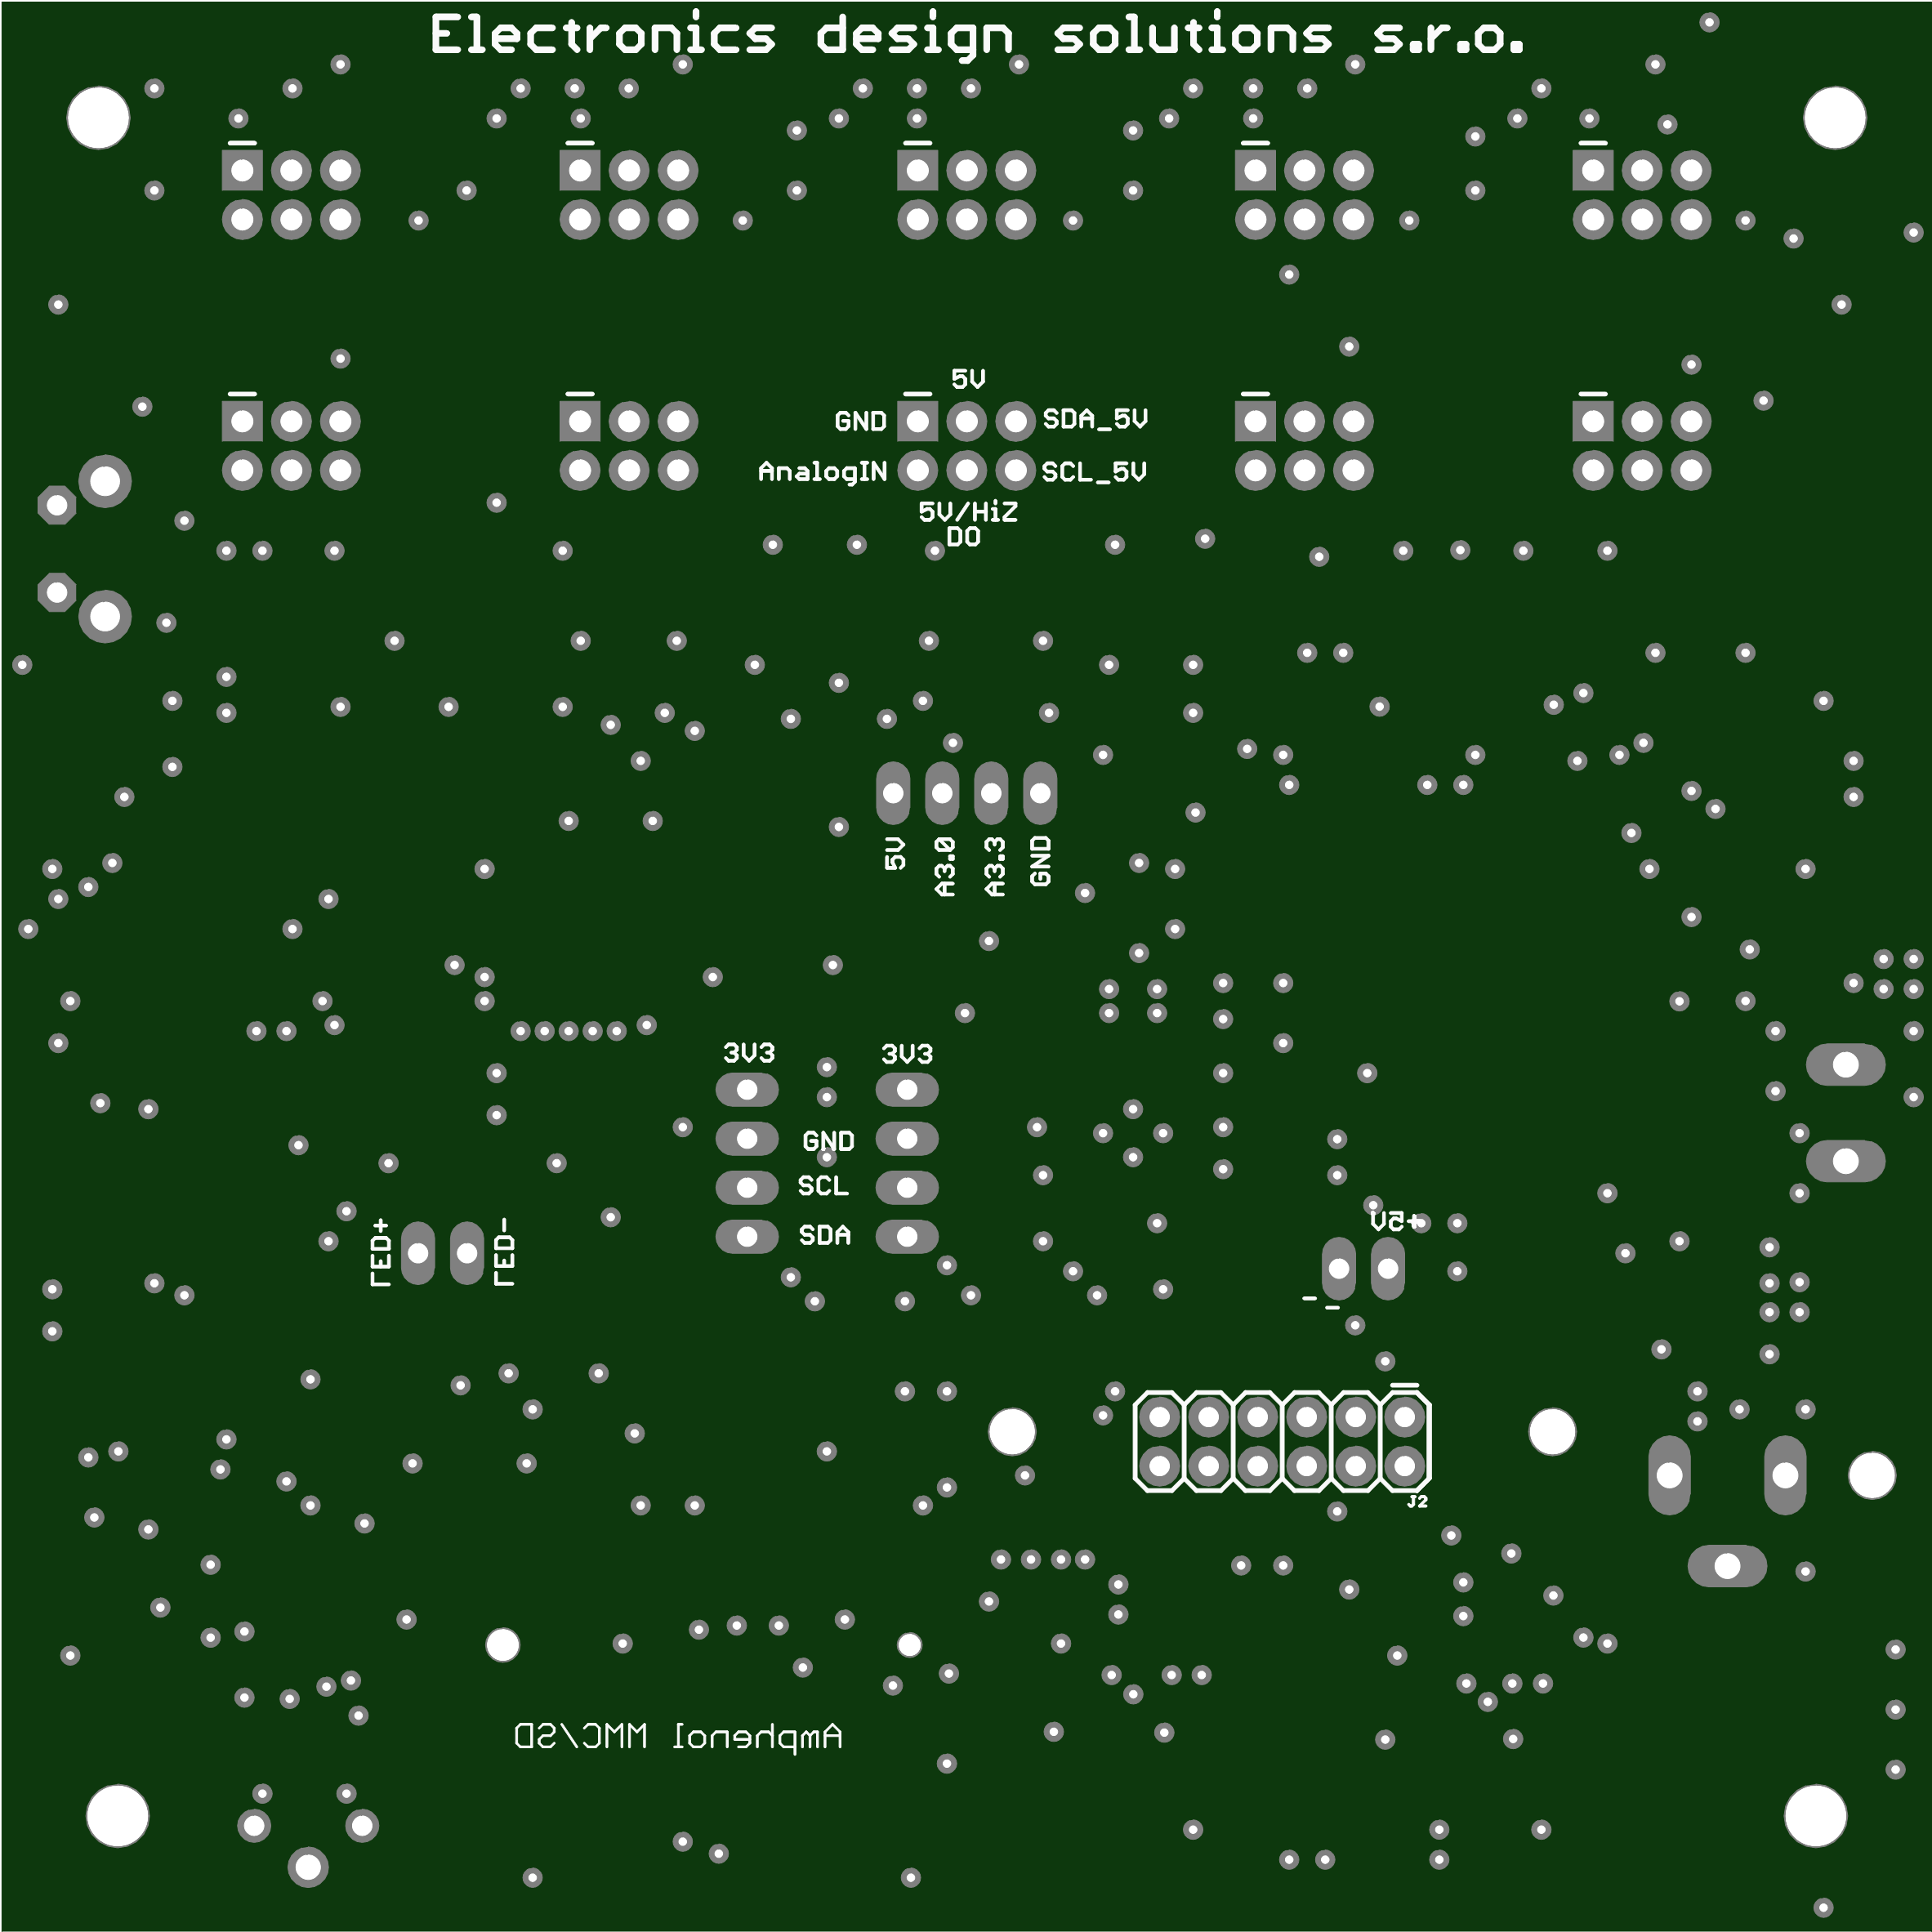 Electronics design solutions s.r.o.
5V
GND SDA_5V
AnalogIN SCL_5V
5V/HiZ
DO
5V A3.0 A3.3 GND
3V3 3V3
GND
SCL
SDA
LED+ LED-
+5V
J2
Amphenol MMC\SD